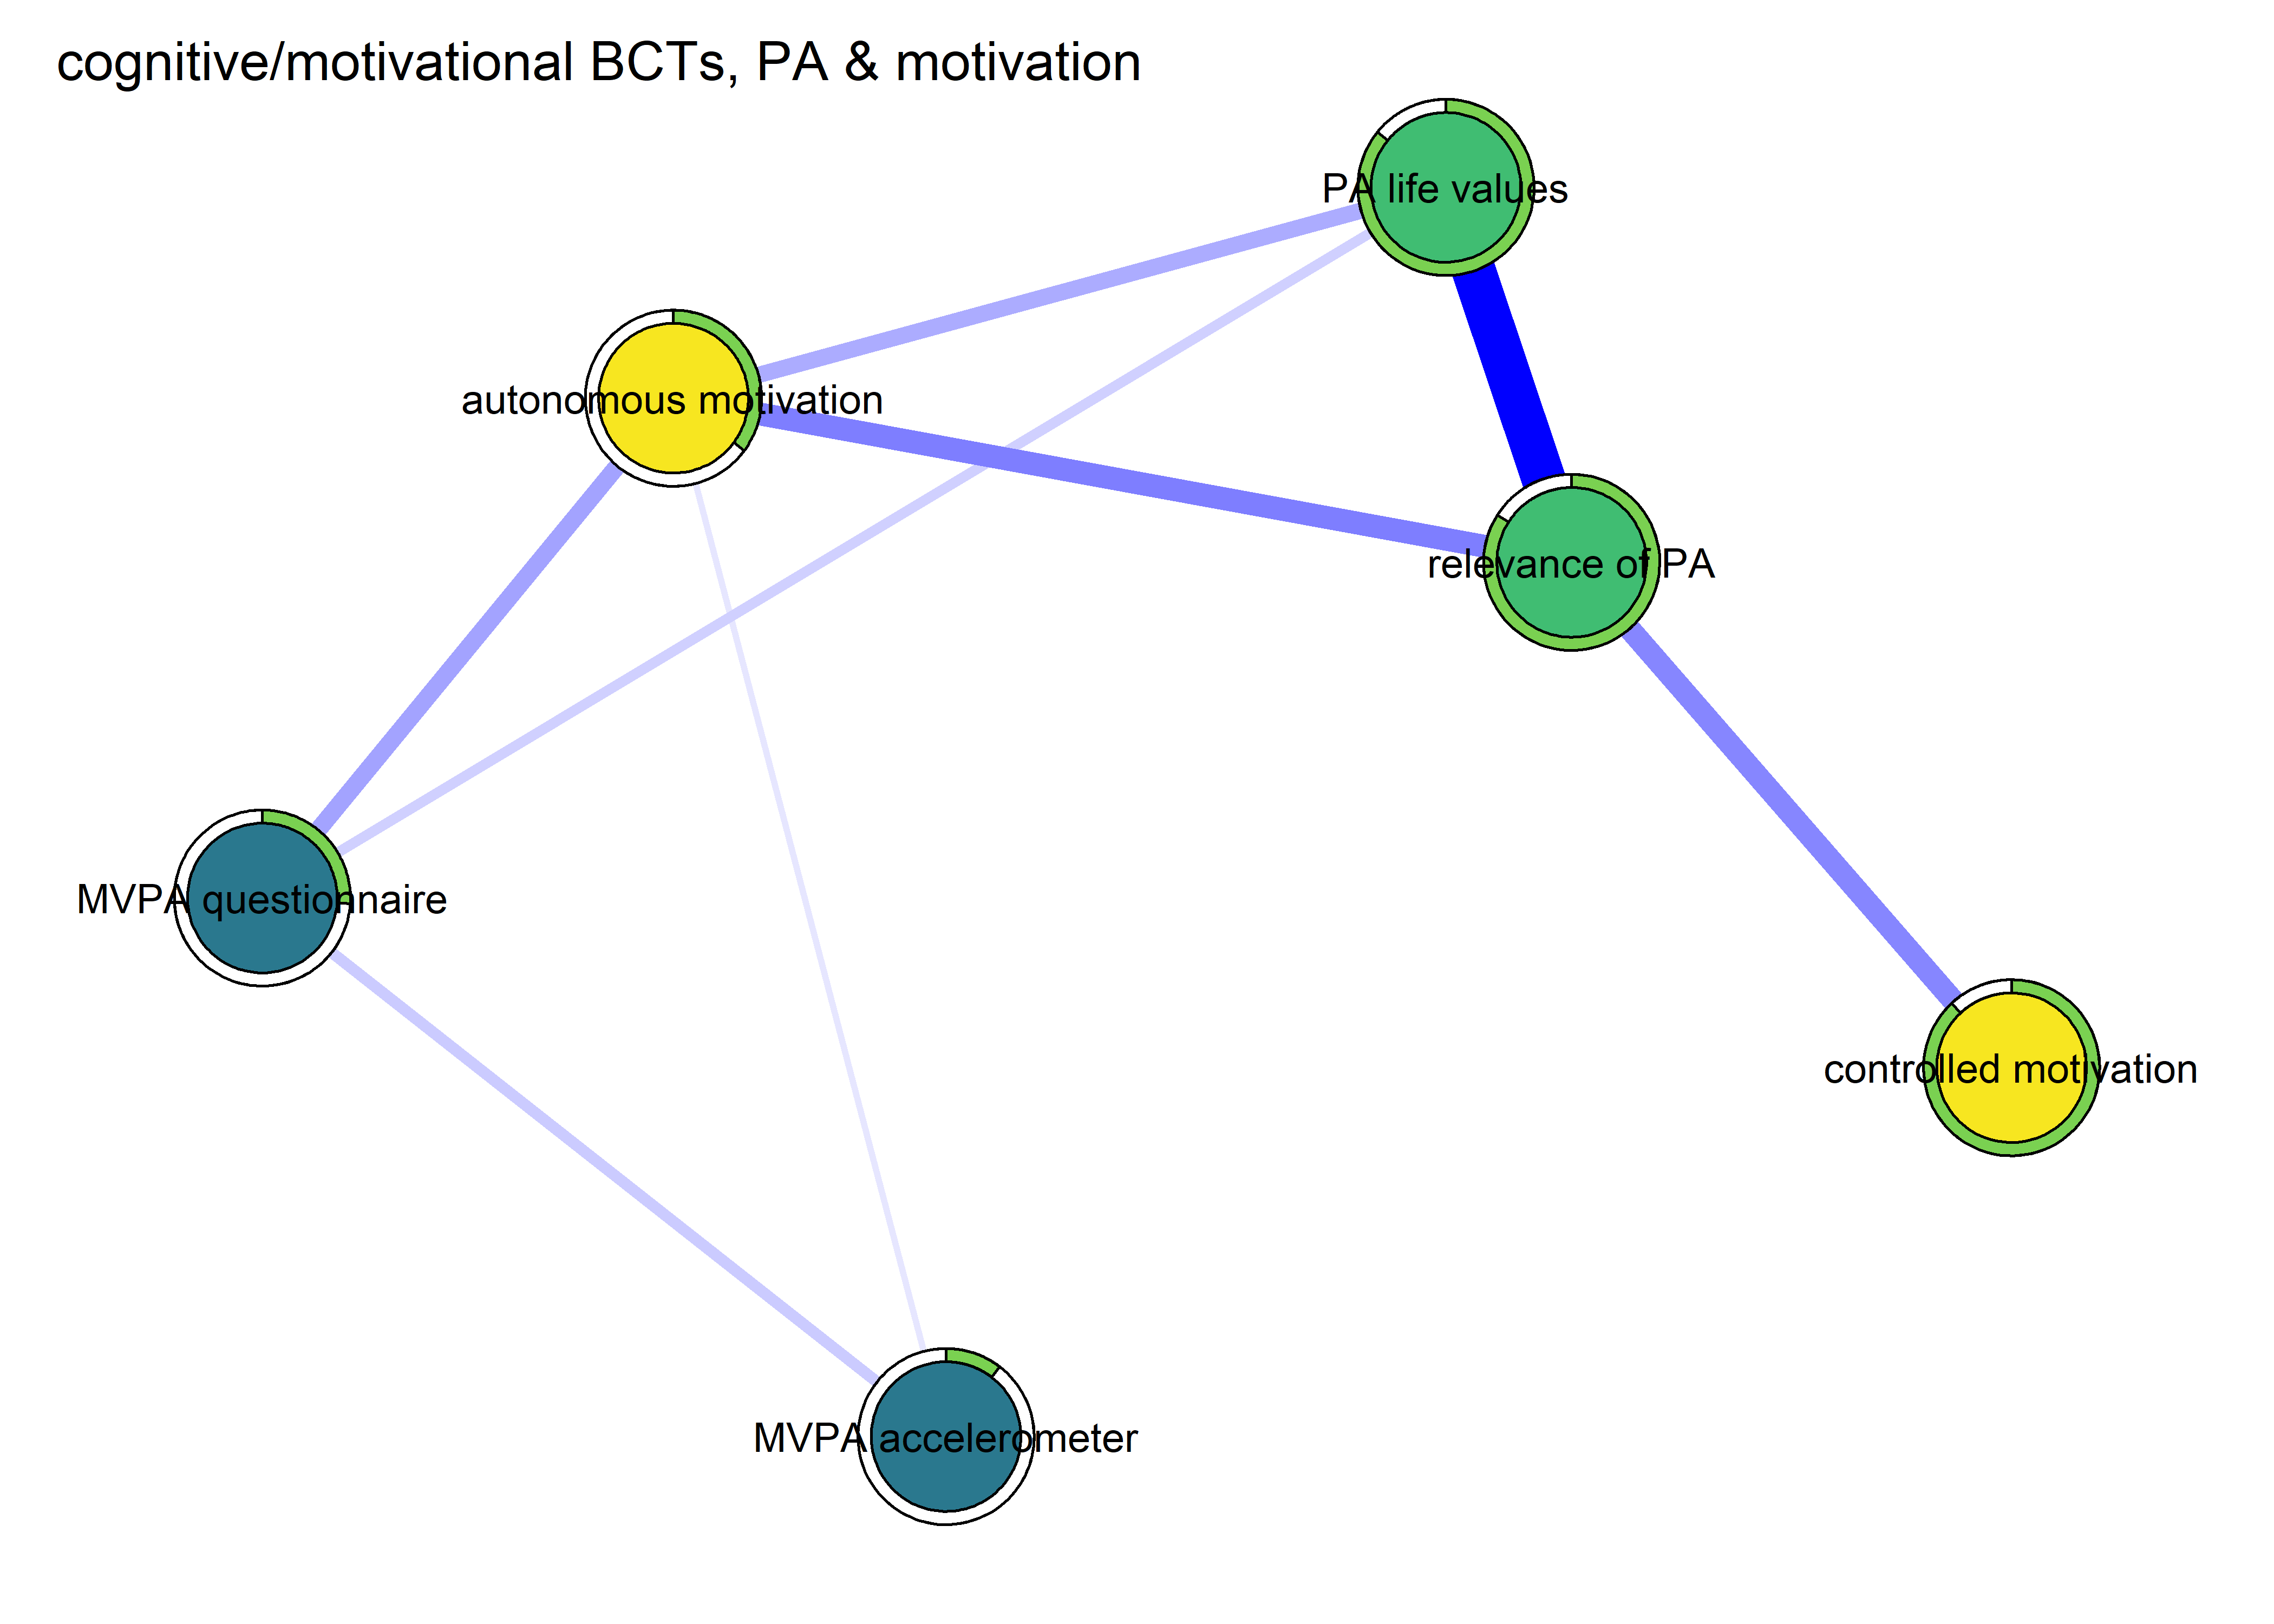 cognitive/motivational BCTs, PA & motivation
PA life values
autonomous motivation
relevance of PA
MVPA questionnaire
controlled motivation
MVPA accelerometer